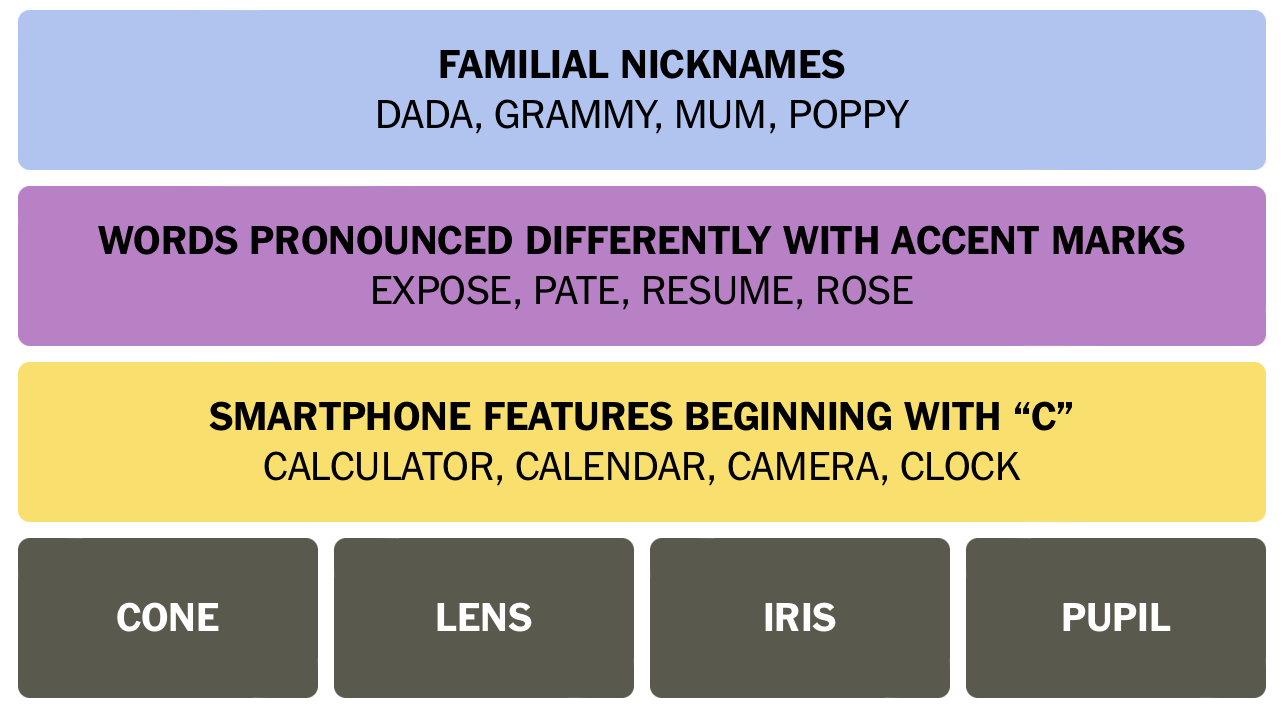 FAMILIAL NICKNAMES
DADA, GRAMMY, MUM, POPPY
WORDS PRONOUNCED DIFFERENTLY WITH ACCENT MARKS
EXPOSE, PATE, RESUME, ROSE
SMARTPHONE FEATURES BEGINNING WITH “C”
CALCULATOR, CALENDAR, CAMERA, CLOCK
CONE LENS IRIS PUPIL